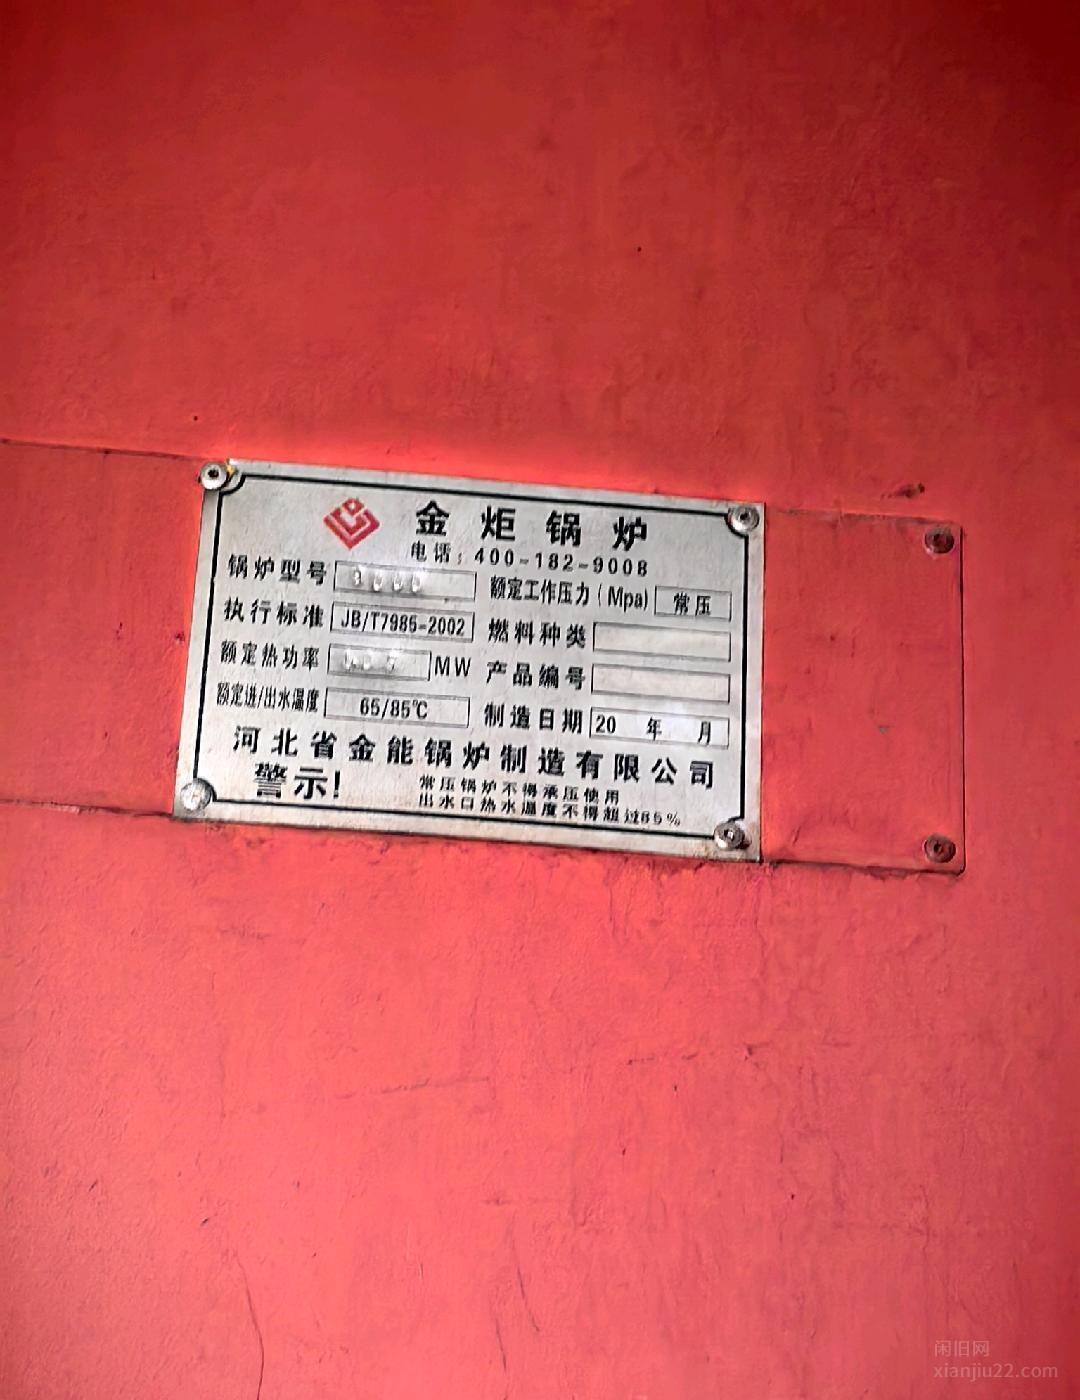 金炬锅炉
电话：400-182-9008
锅炉型号 额定工作压力(Mpa) 常压
执行标准 JB/T7985-2002 燃料种类
额定热功率 MW 产品编号
额定进/出水温度 65/85℃ 制造日期 20 年 月
河北省金能锅炉制造有限公司
警示! 常压锅炉不得承压使用
出水口热水温度不得超过85%
闲旧网
xianjiu22.com